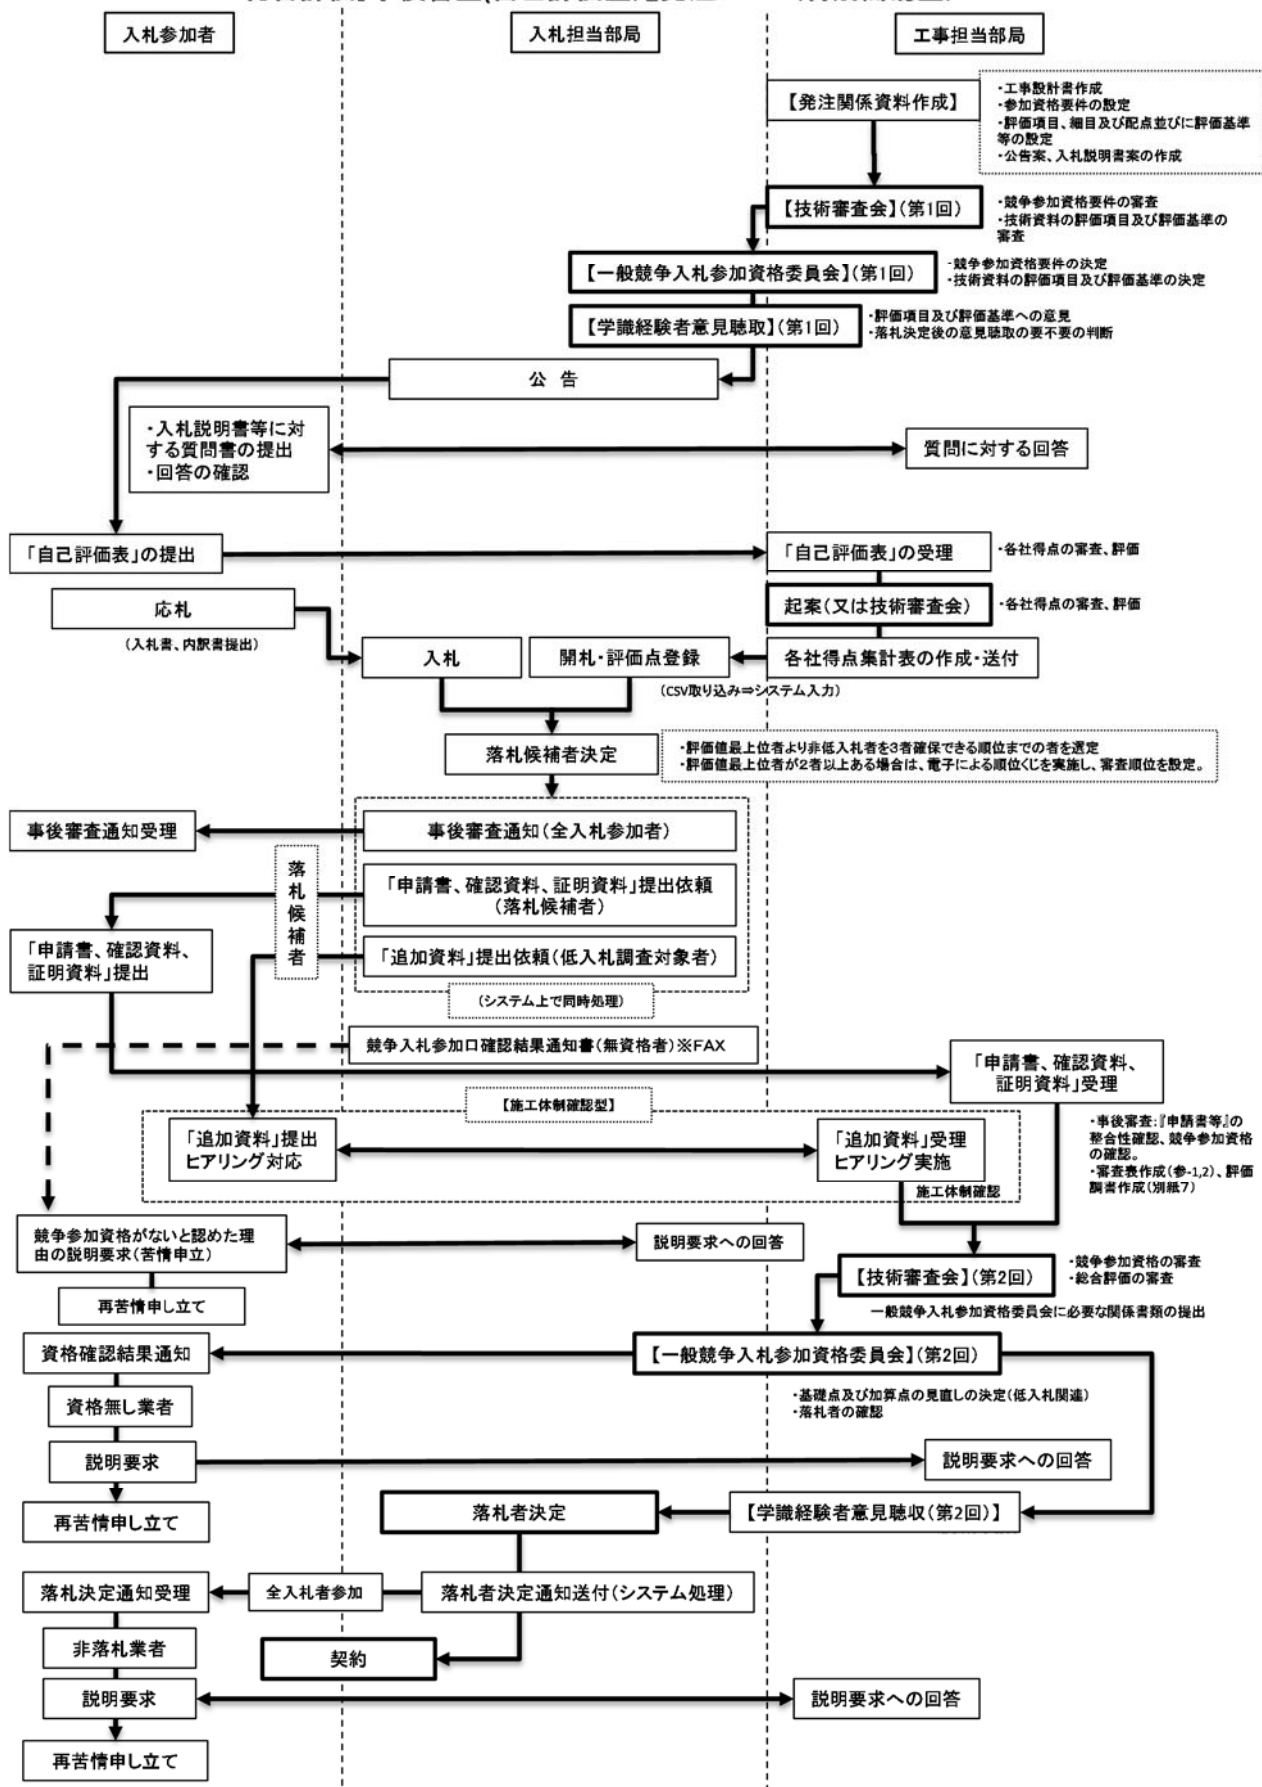 入札参加者
入札担当部局
工事担当部局
【発注関係資料作成】
・工事設計書作成
・参加資格要件の設定
・評価項目、細目及び配点並びに評価基準
等の設定
・公告案、入札説明書案の作成
【技術審査会】(第1回)
・競争参加資格要件の審査
・技術資料の評価項目及び評価基準の
審査
【一般競争入札参加資格委員会】(第1回)
・競争参加資格要件の決定
・技術資料の評価項目及び評価基準の決定
【学識経験者意見聴取】(第1回)
・評価項目及び評価基準への意見
・落札決定後の意見聴取の要不要の判断
公 告
・入札説明書等に対
する質問書の提出
・回答の確認
質問に対する回答
「自己評価表」の提出
「自己評価表」の受理
・各社得点の審査、評価
応札
(入札書、内訳書提出)
起案(又は技術審査会)
・各社得点の審査、評価
入札
開札・評価点登録
各社得点集計表の作成・送付
(CSV取り込み⇒システム入力)
落札候補者決定
・評価値最上位者より非低入札者を3者確保できる順位までの者を選定
・評価値最上位者が2者以上ある場合は、電子による順位くじを実施し、審査順位を設定。
事後審査通知受理
事後審査通知(全入札参加者)
落札候補者
「申請書、確認資料、証明資料」提出依頼
(落札候補者)
「申請書、確認資料、
証明資料」提出
「追加資料」提出依頼(低入札調査対象者)
(システム上で同時処理)
競争入札参加口確認結果通知書(無資格者)※FAX
「申請書、確認資料、
証明資料」受理
【施工体制確認型】
「追加資料」提出
ヒアリング対応
「追加資料」受理
ヒアリング実施
施工体制確認
・事後審査:『申請書等』の
整合性確認、競争参加資格
の確認。
・審査表作成(参-1,2)、評価
調書作成(別紙7)
競争参加資格がないと認めた理
由の説明要求(苦情申立)
説明要求への回答
再苦情申し立て
【技術審査会】(第2回)
・競争参加資格の審査
・総合評価の審査
一般競争入札参加資格委員会に必要な関係書類の提出
資格確認結果通知
【一般競争入札参加資格委員会】(第2回)
・基礎点及び加算点の見直しの決定(低入札関連)
・落札者の確認
資格無し業者
説明要求
説明要求への回答
再苦情申し立て
落札者決定
【学識経験者意見聴収(第2回)】
落札決定通知受理
全入札者参加
落札者決定通知送付(システム処理)
非落札業者
契約
説明要求
説明要求への回答
再苦情申し立て